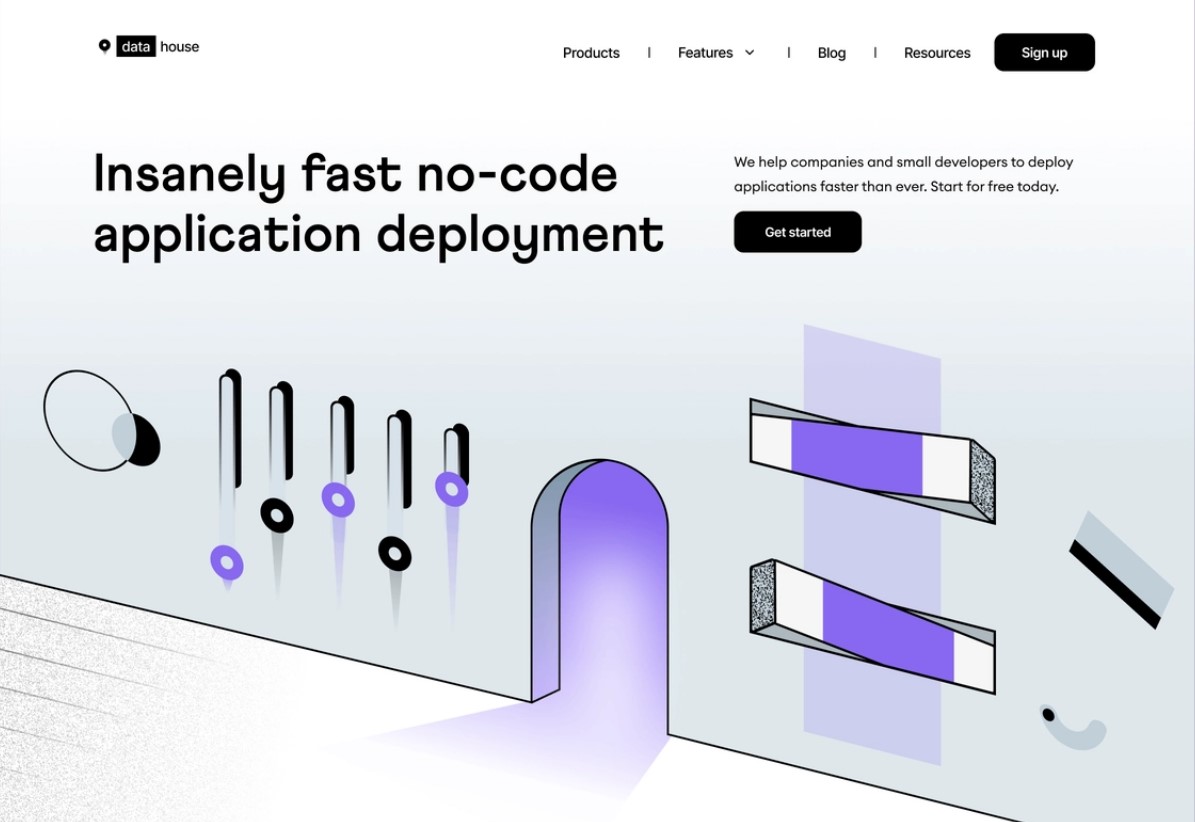 data house
Products | Features | Blog | Resources Sign up
Insanely fast no-code
application deployment
We help companies and small developers to deploy
applications faster than ever. Start for free today.
Get started